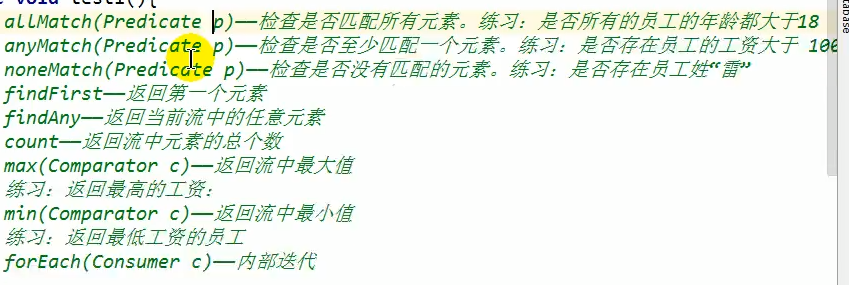 void test1(){
allMatch(Predicate p)——检查是否匹配所有元素。练习：是否所有的员工的年龄都大于18
anyMatch(Predicate p)——检查是否至少匹配一个元素。练习：是否存在员工的工资大于 100
noneMatch(Predicate p)——检查是否没有匹配的元素。练习：是否存在员工姓“雷”
findFirst——返回第一个元素
findAny——返回当前流中的任意元素
count——返回流中元素的总个数
max(Comparator c)——返回流中最大值
练习：返回最高的工资：
min(Comparator c)——返回流中最小值
练习：返回最低工资的员工
forEach(Consumer c)——内部迭代
tabase